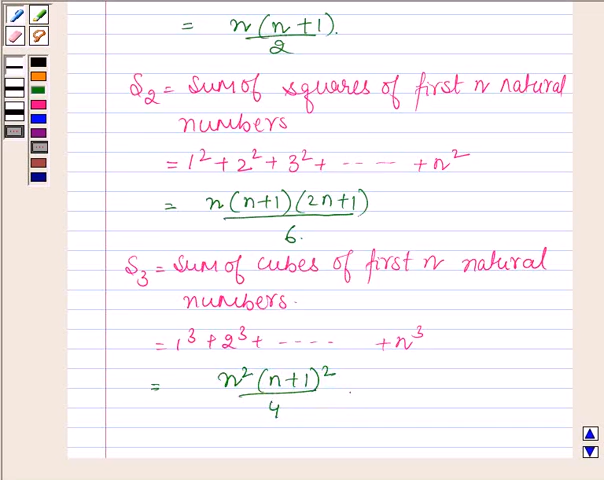 = n(n+1). / 2
S₂ = Sum of squares of first n natural
numbers
= 1² + 2² + 3² + ------ + n²
= n(n+1)(2n+1) / 6.
S₃ = Sum of cubes of first n natural
numbers.
= 1³ + 2³ + ------ + n³
= n²(n+1)² / 4 .